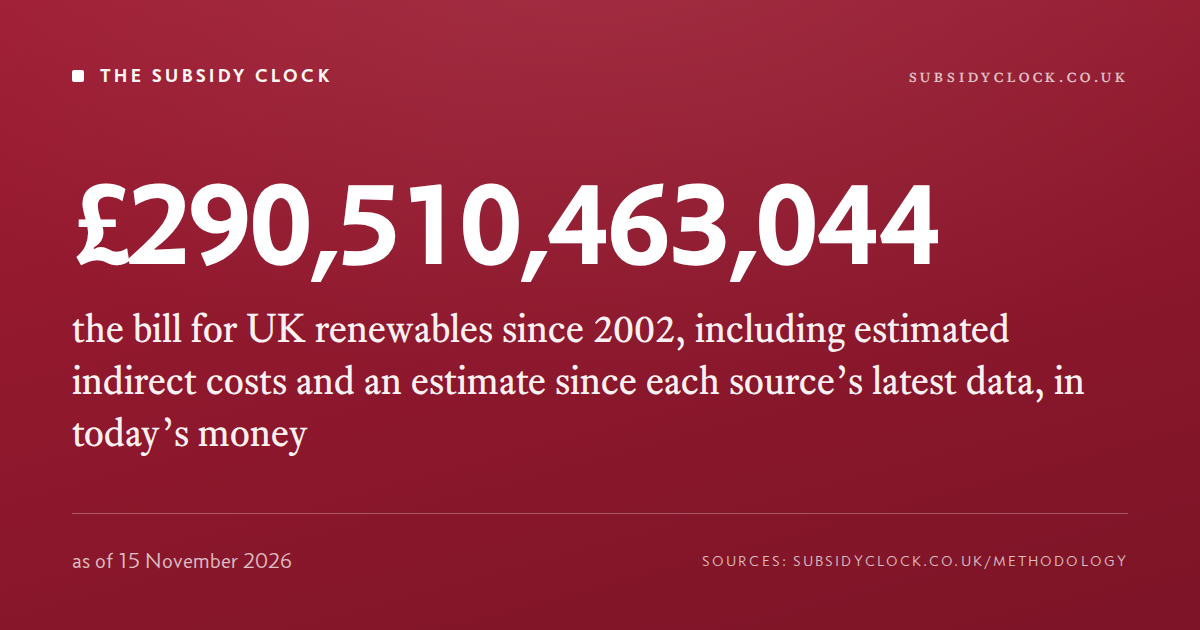 THE SUBSIDY CLOCK
SUBSIDYCLOCK.CO.UK
£290,510,463,044
the bill for UK renewables since 2002, including estimated
indirect costs and an estimate since each source’s latest data, in
today’s money
as of 15 November 2026
SOURCES: SUBSIDYCLOCK.CO.UK/METHODOLOGY